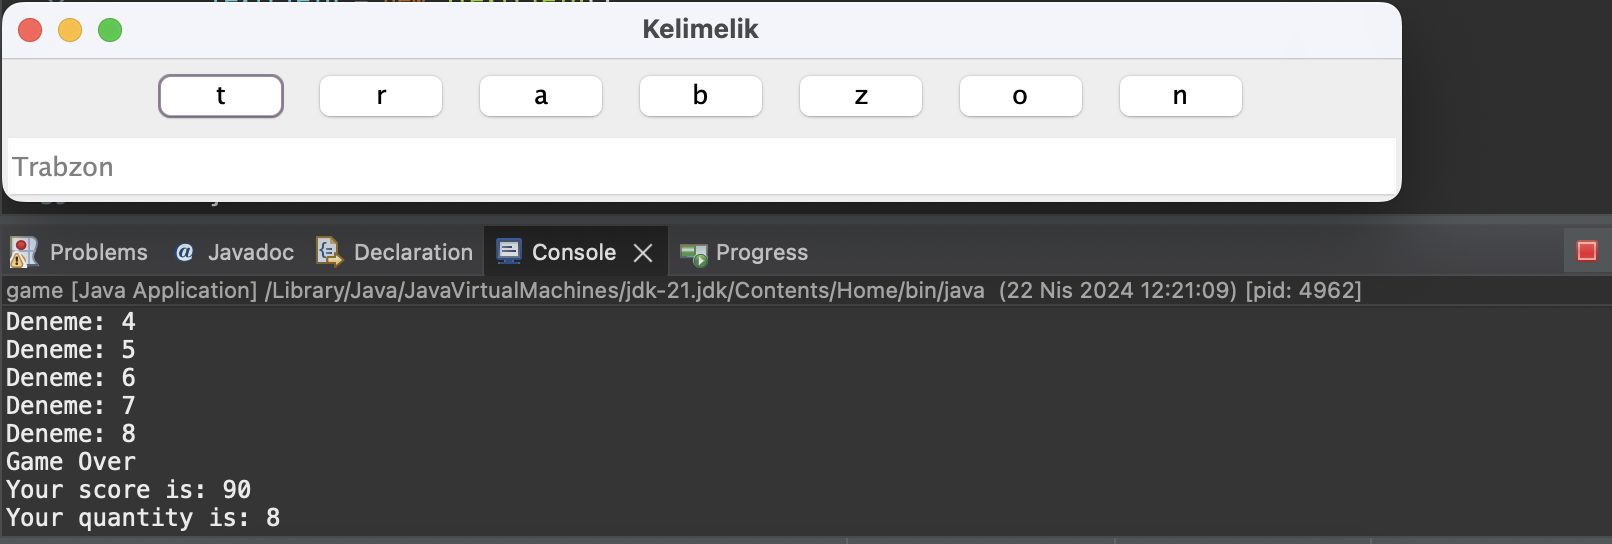 Kelimelik
t r a b z o n
Trabzon
Problems @ Javadoc Declaration Console Progress
game [Java Application] /Library/Java/JavaVirtualMachines/jdk-21.jdk/Contents/Home/bin/java (22 Nis 2024 12:21:09) [pid: 4962]
Deneme: 4
Deneme: 5
Deneme: 6
Deneme: 7
Deneme: 8
Game Over
Your score is: 90
Your quantity is: 8